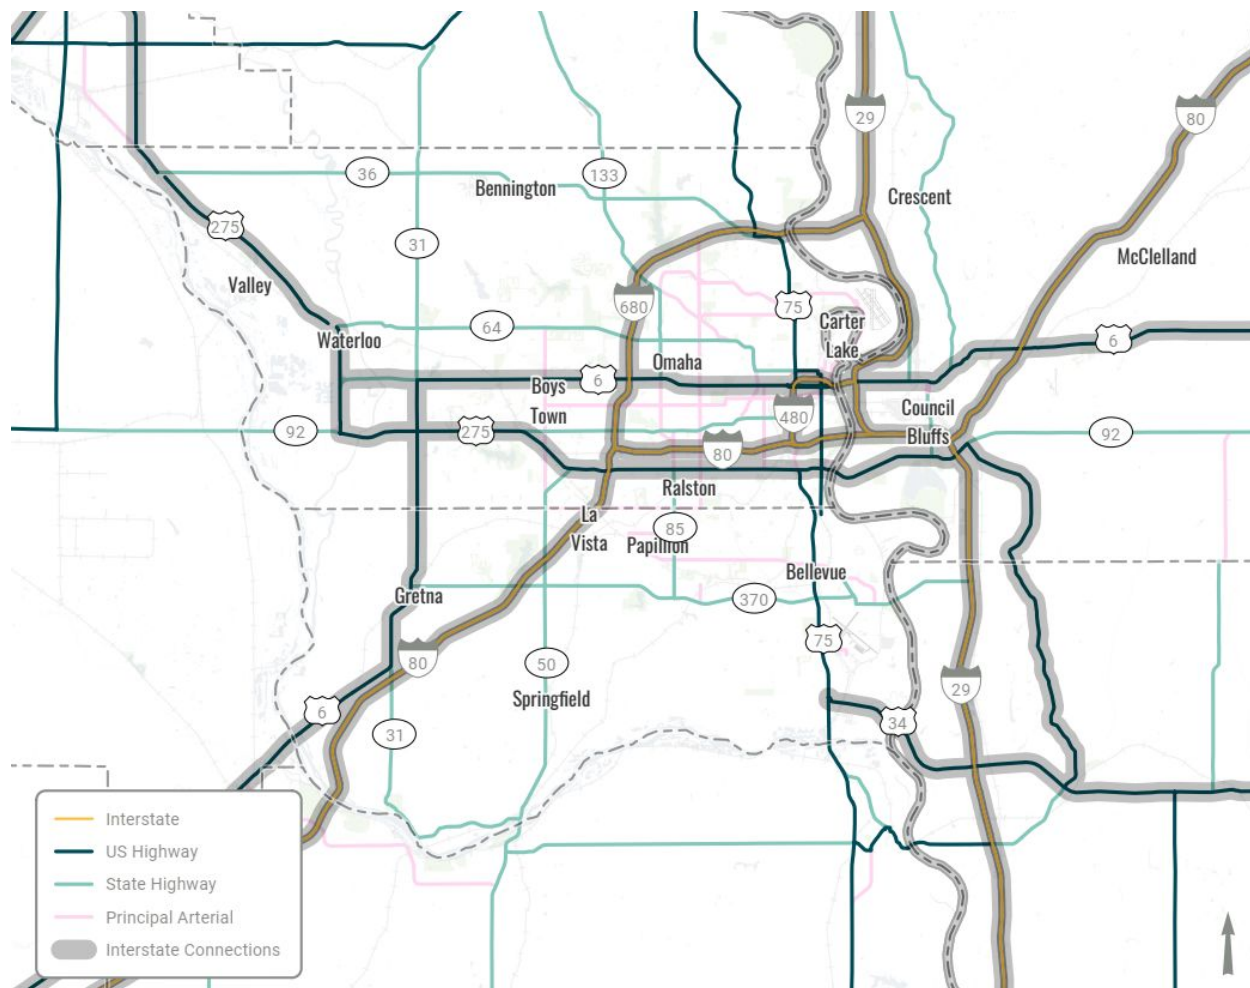 29
80
36
Bennington
133
Crescent
275
31
McClelland
Valley
680
75
Carter
Lake
64
Waterloo
6
Omaha
Boys
Town
6
480
Council
Bluffs
92
275
80
92
Ralston
La
Vista
85
Papillion
Bellevue
Gretna
370
75
80
50
29
Springfield
6
34
31
Interstate
US Highway
State Highway
Principal Arterial
Interstate Connections